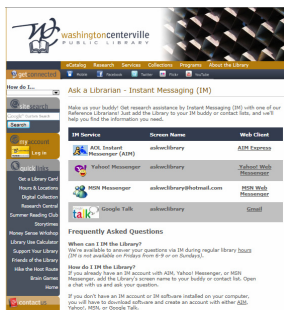 washingtoncenterville
PUBLIC LIBRARY
eCatalog Research Services Collections Programs About the Library
get connected
Mobile Facebook Twitter Flickr YouTube
How do I...
site search
Search
my account
Log in
quick links
Get a Library Card
Hours & Locations
Digital Collection
Research Central
Summer Reading Club
Storytimes
Money Sense Workshop
Library Use Calculator
Support Your Library
Friends of the Library
Hike the Hoot Route
Brain Games
Home
contact us
Ask a Librarian - Instant Messaging (IM)
Make us your buddy! Get research assistance by Instant Messaging (IM) with one of our
Reference Librarians! Just add the Library to your IM buddy or contact lists, and we'll
help you find the information you need.
IM Service Screen Name Web Client
AOL Instant Messenger (AIM) askwclibrary AIM Express
Yahoo! Messenger askwclibrary Yahoo! Web Messenger
MSN Messenger askwclibrary@hotmail.com MSN Web Messenger
talk Google Talk askwclibrary Gmail
Frequently Asked Questions
When can I IM the Library?
We're available to answer your questions via IM during regular library hours
(IM is not available on Fridays from 6-9 or on Sundays).
How do I IM the Library?
If you already have an IM account with AIM, Yahoo! Messenger, or MSN
Messenger, add the Library's screen name to your buddy or contact list. Open
a chat with us and ask your question.
If you don't have an IM account or IM software installed on your computer,
you will have to download software and create an account with either AIM,
Yahoo!, MSN, or Google Talk.